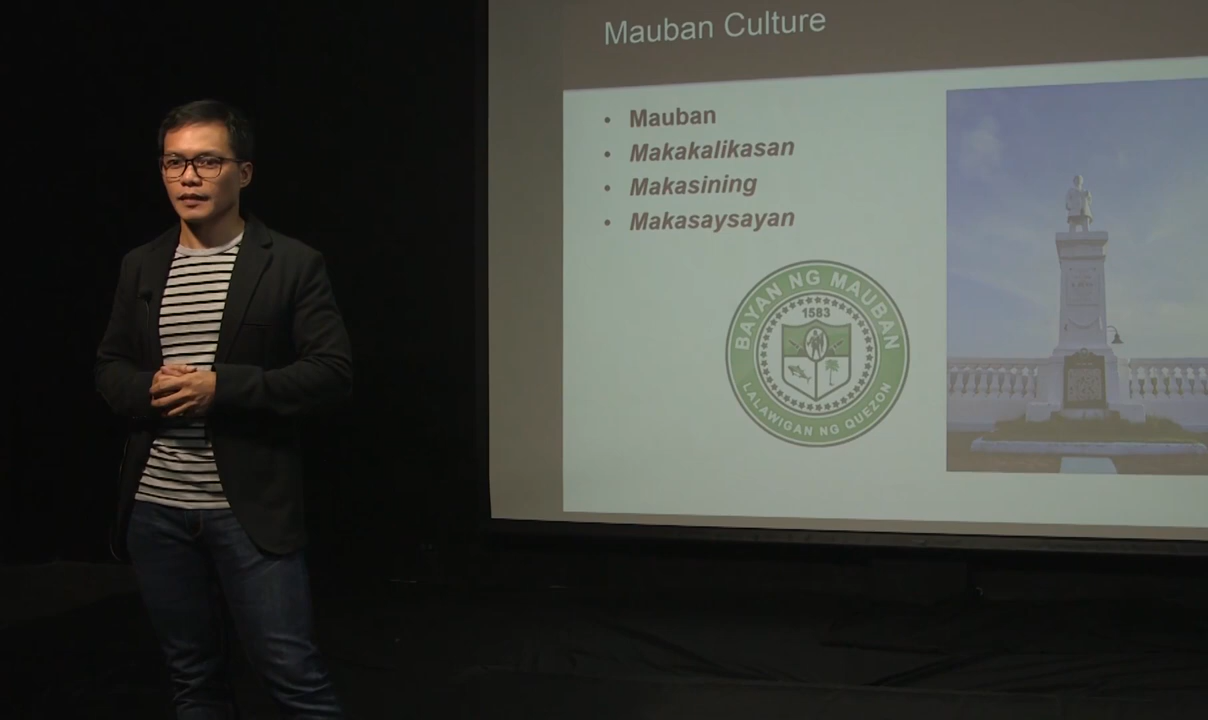 Mauban Culture
• Mauban
• Makakalikasan
• Makasining
• Makasaysayan
BAYAN NG MAUBAN
1583
LALAWIGAN NG QUEZON